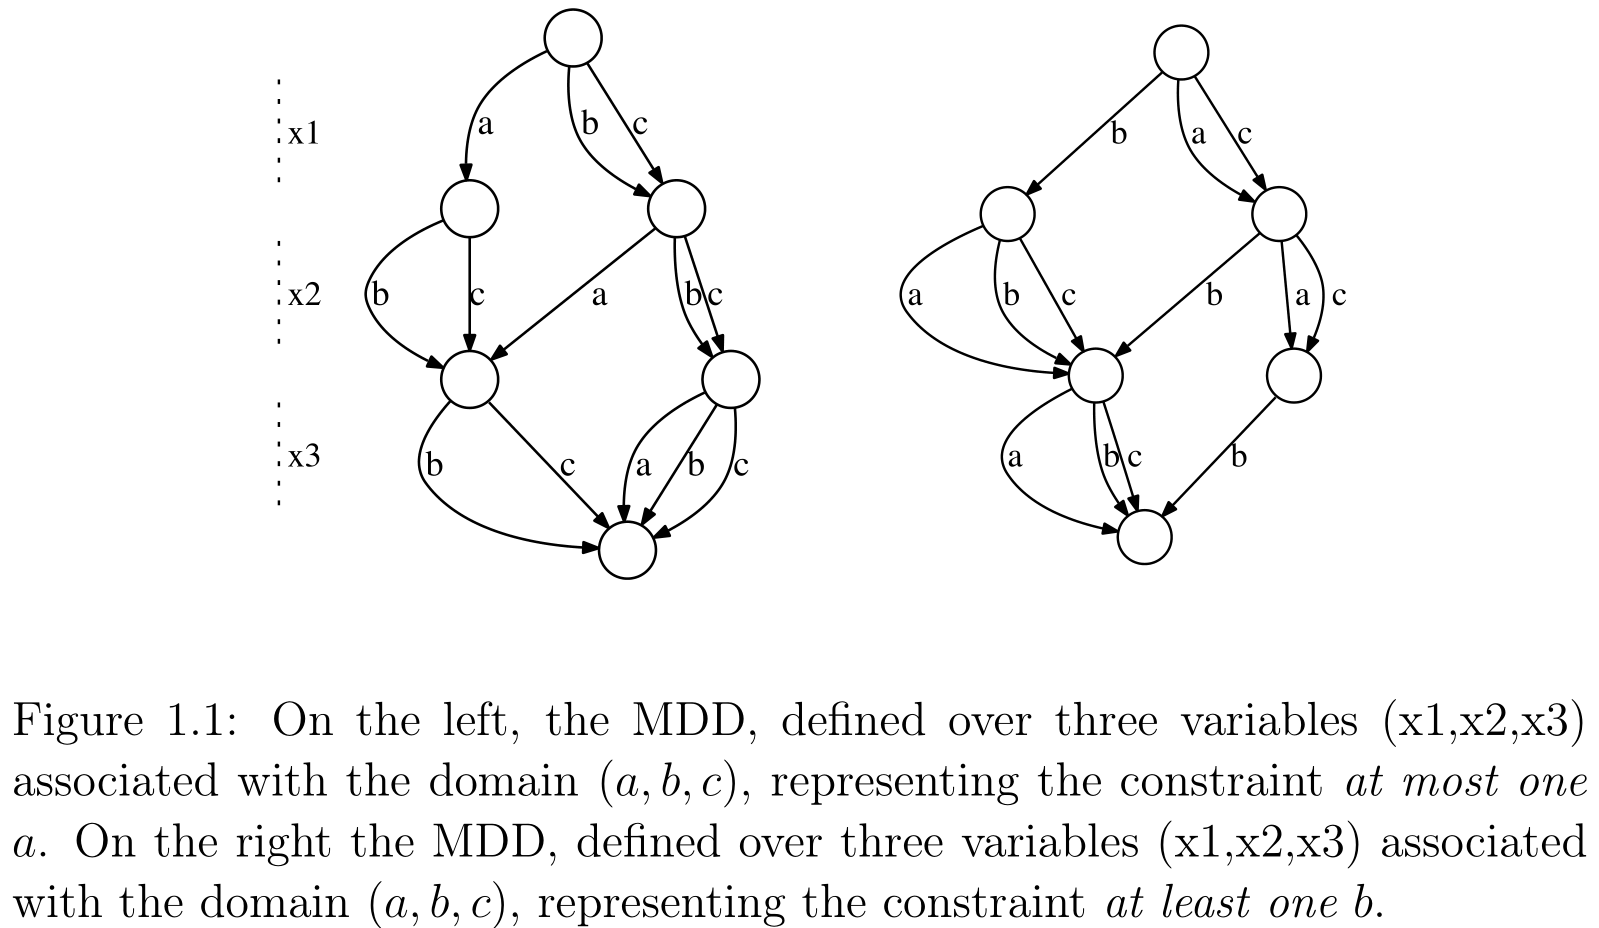 a b c b a c
x1
b c a b c a b c b a c
x2
b c a b c a b c b
x3
Figure 1.1: On the left, the MDD, defined over three variables (x1,x2,x3)
associated with the domain (a, b, c), representing the constraint at most one
a. On the right the MDD, defined over three variables (x1,x2,x3) associated
with the domain (a, b, c), representing the constraint at least one b.